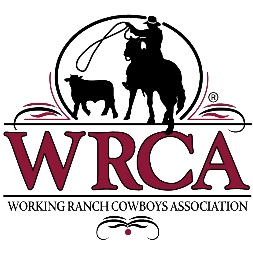 ®
WRCA
WORKING RANCH COWBOYS ASSOCIATION